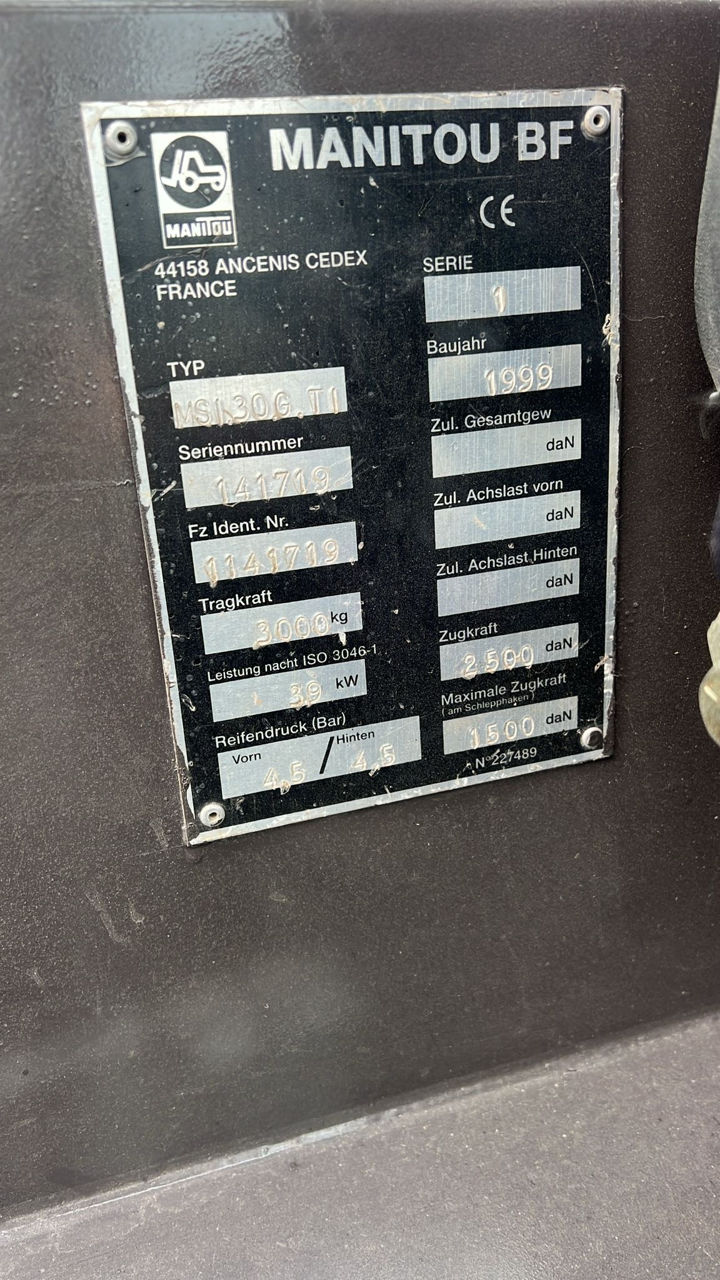 MANITOU
MANITOU BF
CE
44158 ANCENIS CEDEX
FRANCE
SERIE
1
Baujahr
1999
TYP
MSI.30G.TI
Zul. Gesamtgew
daN
Seriennummer
141719
Zul. Achslast vorn
daN
Fz Ident. Nr.
1141719
Zul. Achslast Hinten
daN
Tragkraft
3000 kg
Zugkraft
2500 daN
Leistung nacht ISO 3046-1
39 kW
Maximale Zugkraft
( am Schlepphaken )
1500 daN
Reifendruck (Bar)
Vorn / Hinten
4,5 4,5
N° 227489